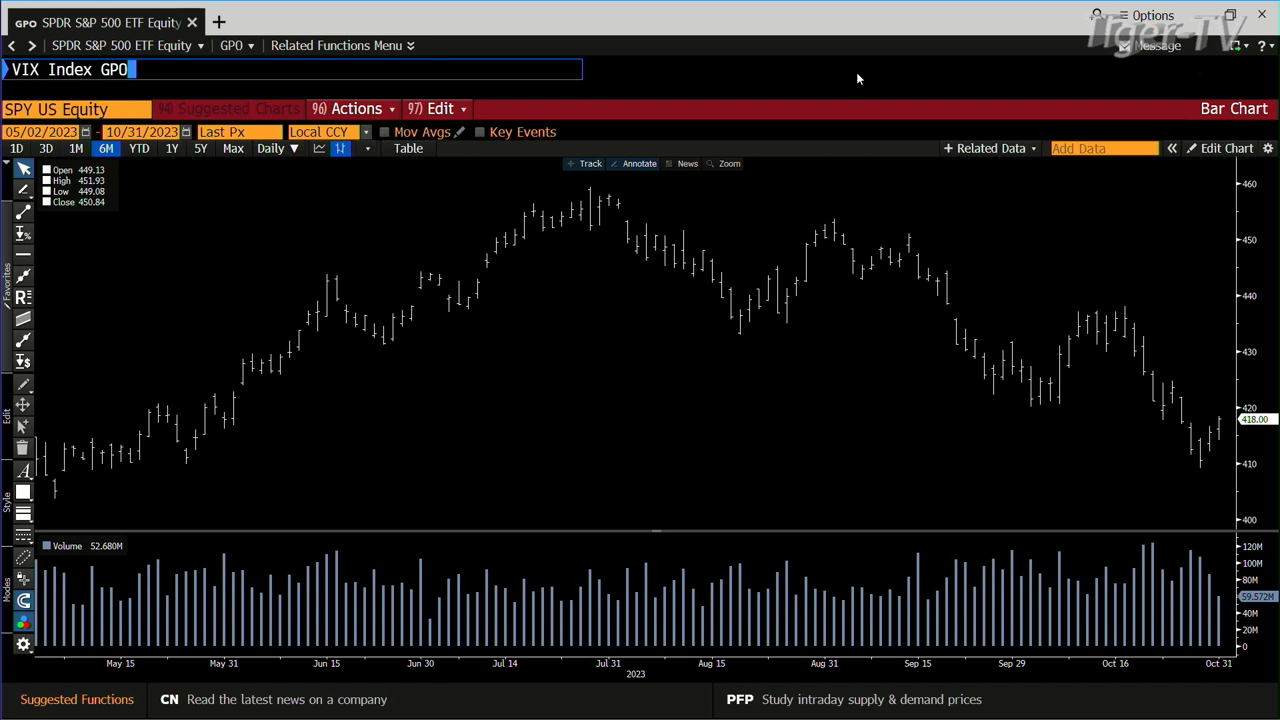 GPO SPDR S&P 500 ETF Equity
Options
SPDR S&P 500 ETF Equity GPO Related Functions Menu
Message
Tiger-TV
VIX Index GPO
SPY US Equity 94) Suggested Charts 96) Actions 97) Edit Bar Chart
05/02/2023 - 10/31/2023 Last Px Local CCY Mov Avgs Key Events
1D 3D 1M 6M YTD 1Y 5Y Max Daily Table + Related Data Add Data Edit Chart
Track Annotate News Zoom
Open 449.13
High 451.93
Low 449.08
Close 450.84
460
450
440
430
420
418.00
410
400
Favorites
Edit
Style
Modes
Volume 52.680M
120M
100M
80M
59.572M
40M
20M
0
May 15 May 31 Jun 15 Jun 30 Jul 14 Jul 31 Aug 15 Aug 31 Sep 15 Sep 29 Oct 16 Oct 31
2023
Suggested Functions CN Read the latest news on a company PFP Study intraday supply & demand prices